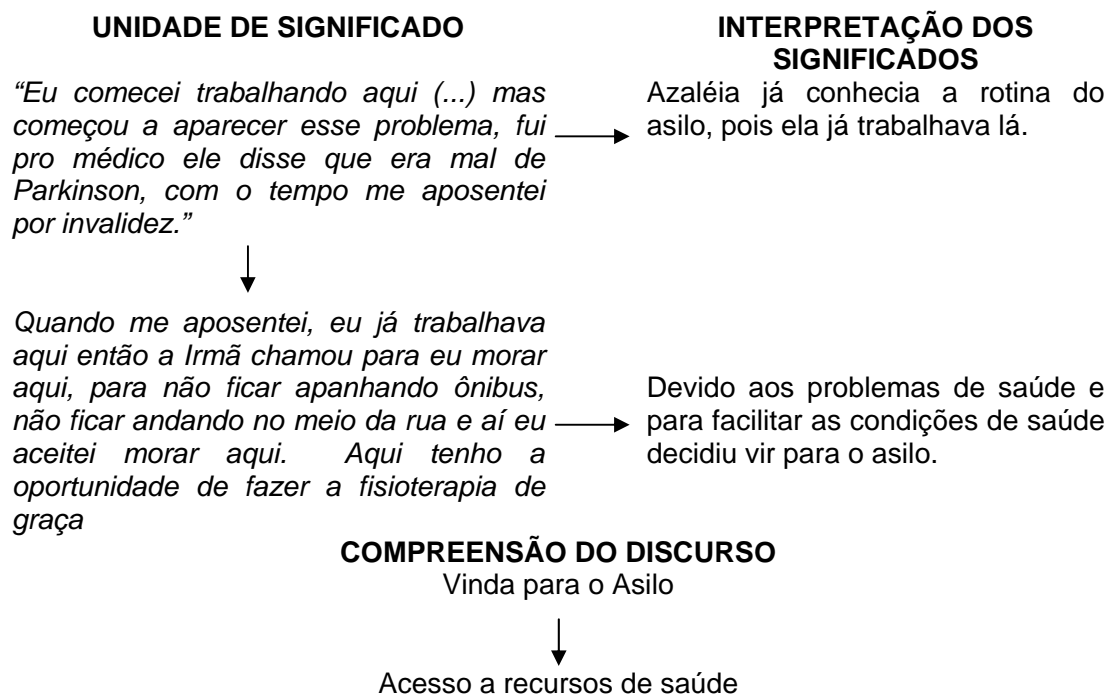 UNIDADE DE SIGNIFICADO
“Eu comecei trabalhando aqui (...) mas
começou a aparecer esse problema, fui
pro médico ele disse que era mal de
Parkinson, com o tempo me aposentei
por invalidez.”
Quando me aposentei, eu já trabalhava
aqui então a Irmã chamou para eu morar
aqui, para não ficar apanhando ônibus,
não ficar andando no meio da rua e aí eu
aceitei morar aqui. Aqui tenho a
oportunidade de fazer a fisioterapia de
graça
INTERPRETAÇÃO DOS
SIGNIFICADOS
Azaléia já conhecia a rotina do
asilo, pois ela já trabalhava lá.
Devido aos problemas de saúde e
para facilitar as condições de saúde
decidiu vir para o asilo.
COMPREENSÃO DO DISCURSO
Vinda para o Asilo
Acesso a recursos de saúde